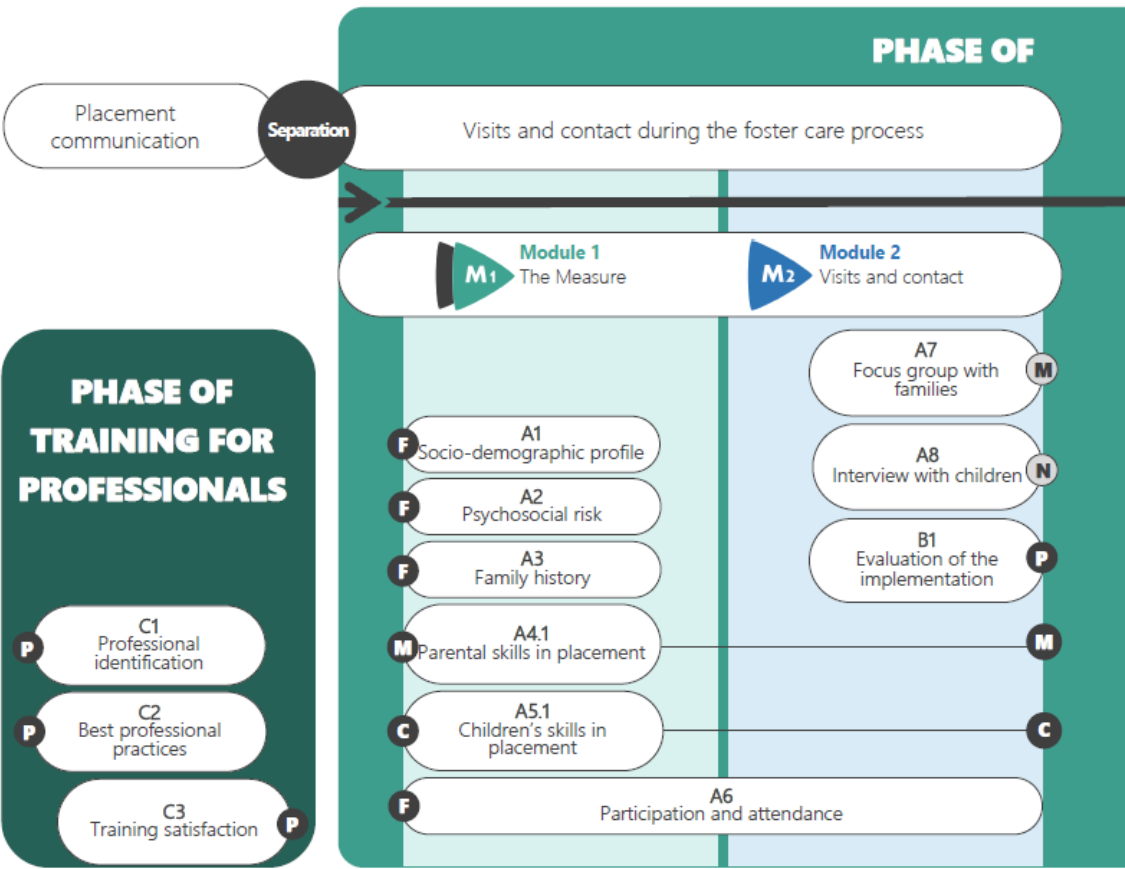 PHASE OF
Placement
communication
Separation
Visits and contact during the foster care process
M1
Module 1
The Measure
M2
Module 2
Visits and contact
PHASE OF
TRAINING FOR
PROFESSIONALS
P
C1
Professional
identification
P
C2
Best professional
practices
C3
Training satisfaction
P
F
A1
Socio-demographic profile
F
A2
Psychosocial risk
F
A3
Family history
M
A4.1
Parental skills in placement
M
C
A5.1
Children's skills in
placement
C
F
A6
Participation and attendance
A7
Focus group with
families
M
A8
Interview with children
N
B1
Evaluation of the
implementation
P